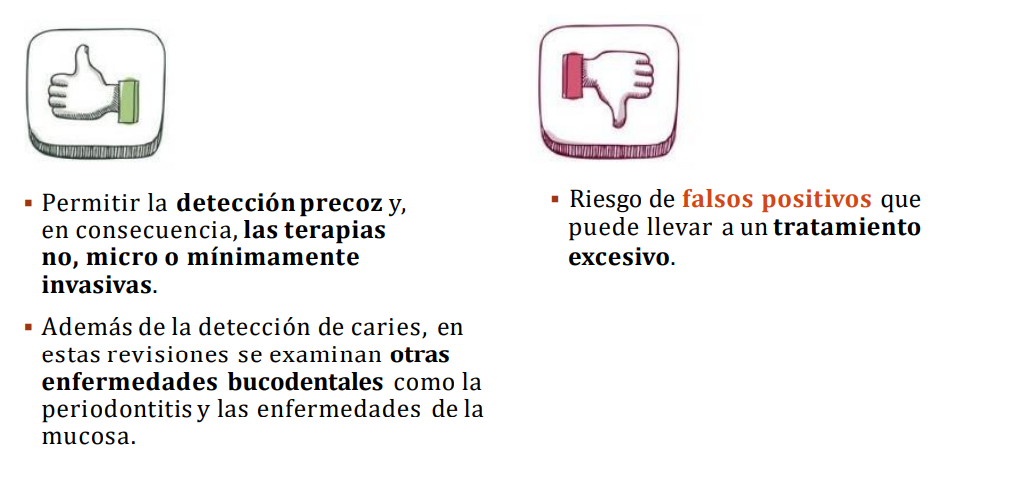 ▪ Permitir la detección precoz y,
en consecuencia, las terapias
no, micro o mínimamente
invasivas.
▪ Además de la detección de caries, en
estas revisiones se examinan otras
enfermedades bucodentales como la
periodontitis y las enfermedades de la
mucosa.
▪ Riesgo de falsos positivos que
puede llevar a un tratamiento
excesivo.